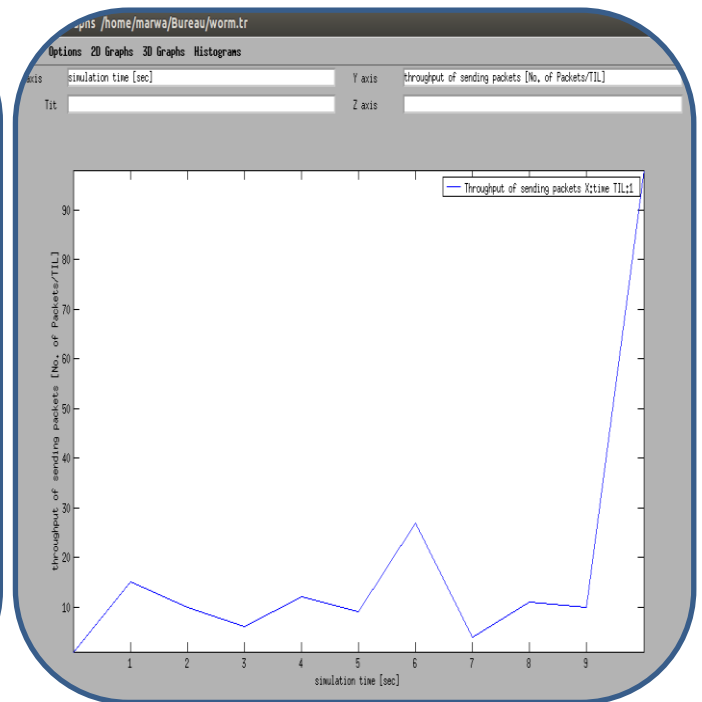 phs /home/marwa/Bureau/worm.tr
Options 2D Graphs 3D Graphs Histograms
axis simulation time [sec] Y axis throughput of sending packets [No. of Packets/TIL]
Tit Z axis
Throughput of sending packets X:time TIL:1
throughput of sending packets [No. of Packets/TIL]
90
80
70
60
50
40
30
20
10
1 2 3 4 5 6 7 8 9
simulation time [sec]